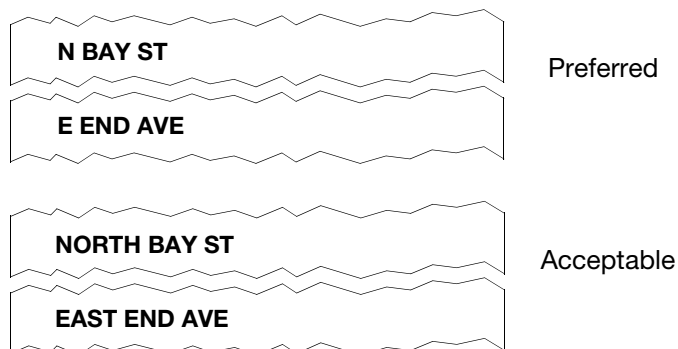 N BAY ST
Preferred
E END AVE
NORTH BAY ST
Acceptable
EAST END AVE